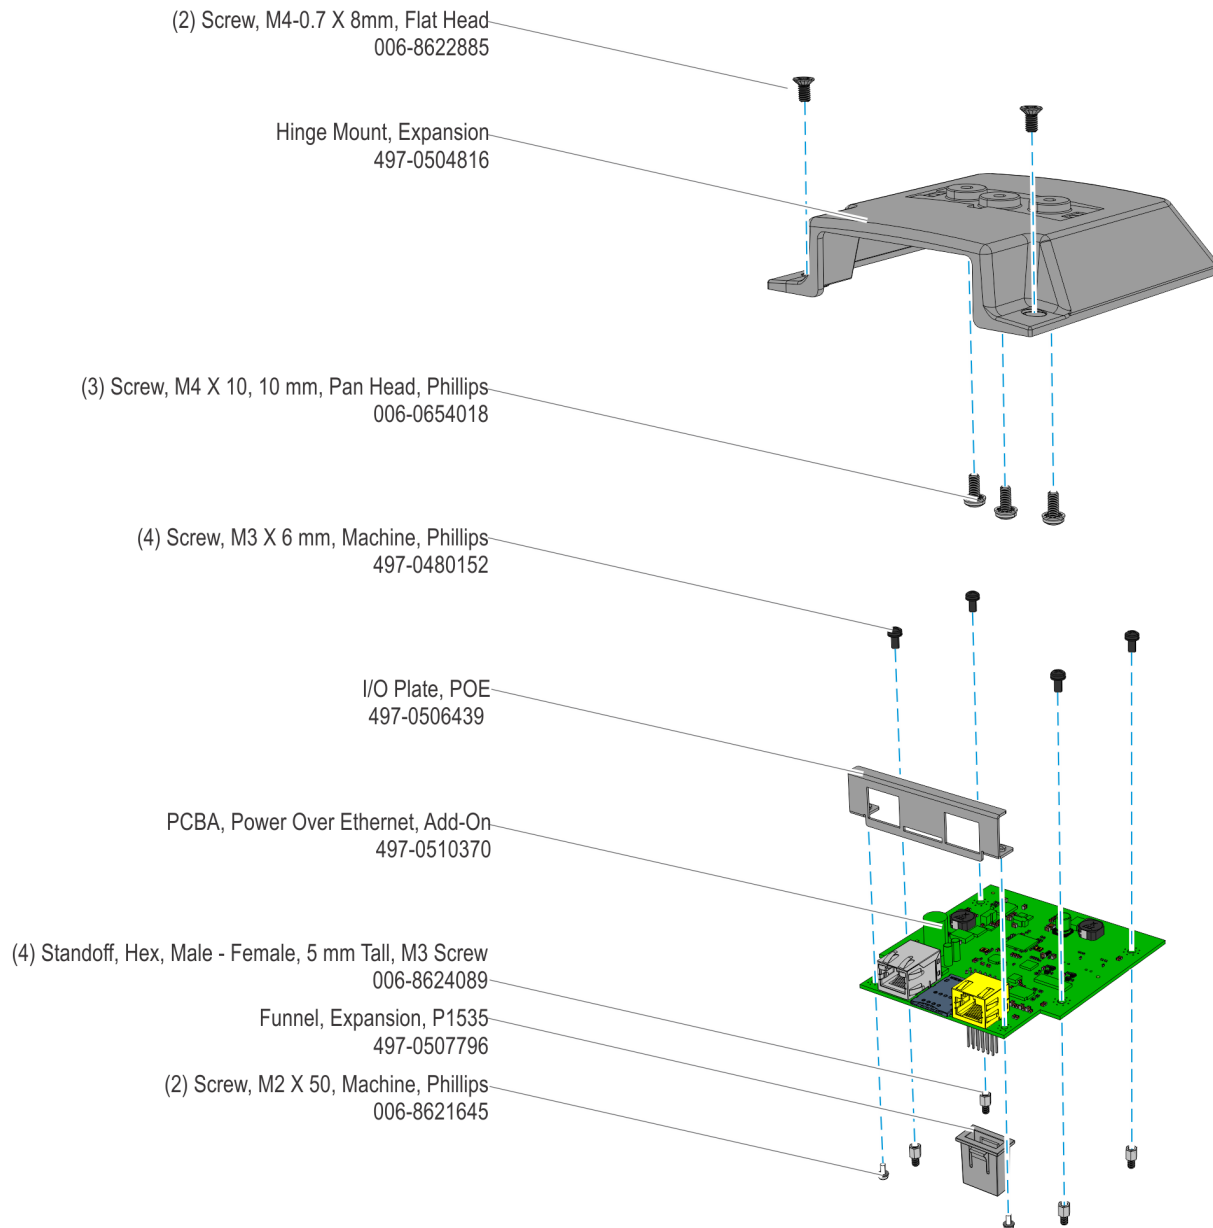 (2) Screw, M4-0.7 X 8mm, Flat Head
006-8622885
Hinge Mount, Expansion
497-0504816
(3) Screw, M4 X 10, 10 mm, Pan Head, Phillips
006-0654018
(4) Screw, M3 X 6 mm, Machine, Phillips
497-0480152
I/O Plate, POE
497-0506439
PCBA, Power Over Ethernet, Add-On
497-0510370
(4) Standoff, Hex, Male - Female, 5 mm Tall, M3 Screw
006-8624089
Funnel, Expansion, P1535
497-0507796
(2) Screw, M2 X 50, Machine, Phillips
006-8621645